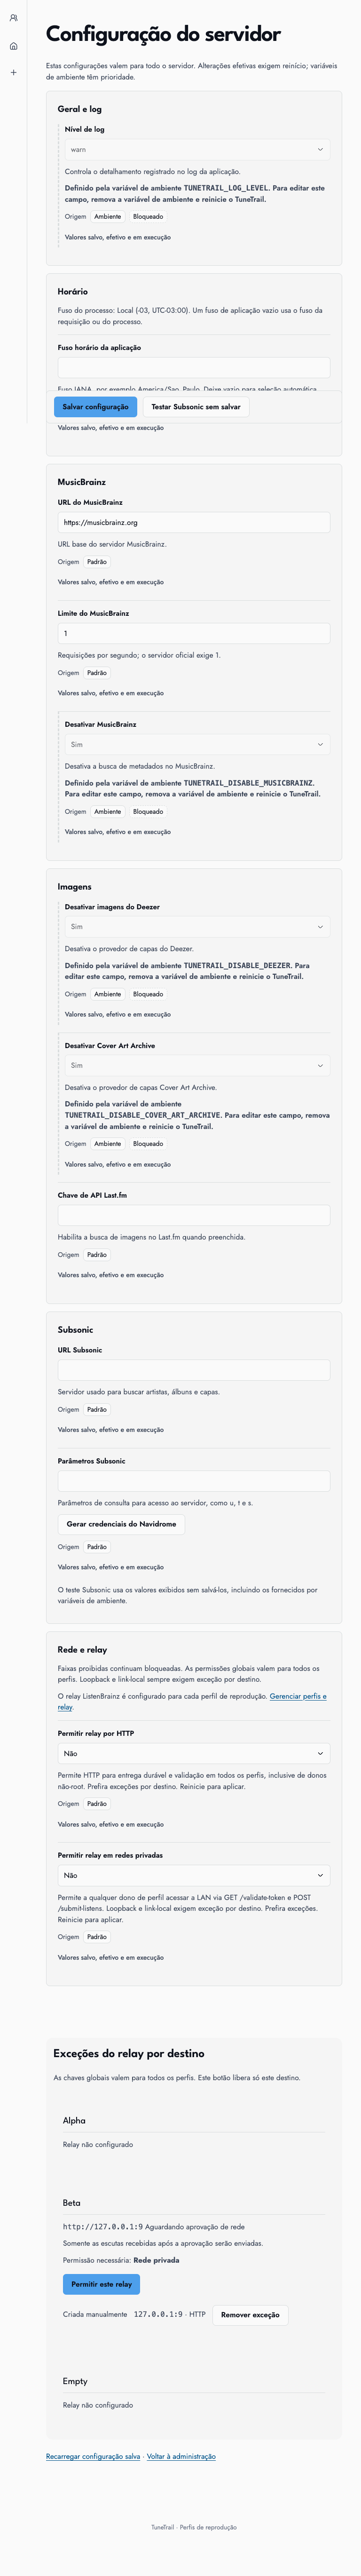 Configuração do servidor
Estas configurações valem para todo o servidor. Alterações efetivas exigem reinício; variáveis
de ambiente têm prioridade.
Geral e log
Nível de log
warn
Controla o detalhamento registrado no log da aplicação.
Definido pela variável de ambiente TUNETRAIL_LOG_LEVEL. Para editar este
campo, remova a variável de ambiente e reinicie o TuneTrail.
Origem Ambiente Bloqueado
Valores salvo, efetivo e em execução
Horário
Fuso do processo: Local (-03, UTC-03:00). Um fuso de aplicação vazio usa o fuso da
requisição ou do processo.
Fuso horário da aplicação
Fuso IANA, por exemplo America/Sao_Paulo. Deixe vazio para seleção automática.
Salvar configuração Testar Subsonic sem salvar
Valores salvo, efetivo e em execução
MusicBrainz
URL do MusicBrainz
https://musicbrainz.org
URL base do servidor MusicBrainz.
Origem Padrão
Valores salvo, efetivo e em execução
Limite do MusicBrainz
1
Requisições por segundo; o servidor oficial exige 1.
Origem Padrão
Valores salvo, efetivo e em execução
Desativar MusicBrainz
Sim
Desativa a busca de metadados no MusicBrainz.
Definido pela variável de ambiente TUNETRAIL_DISABLE_MUSICBRAINZ.
Para editar este campo, remova a variável de ambiente e reinicie o TuneTrail.
Origem Ambiente Bloqueado
Valores salvo, efetivo e em execução
Imagens
Desativar imagens do Deezer
Sim
Desativa o provedor de capas do Deezer.
Definido pela variável de ambiente TUNETRAIL_DISABLE_DEEZER. Para
editar este campo, remova a variável de ambiente e reinicie o TuneTrail.
Origem Ambiente Bloqueado
Valores salvo, efetivo e em execução
Desativar Cover Art Archive
Sim
Desativa o provedor de capas Cover Art Archive.
Definido pela variável de ambiente
TUNETRAIL_DISABLE_COVER_ART_ARCHIVE. Para editar este campo, remova
a variável de ambiente e reinicie o TuneTrail.
Origem Ambiente Bloqueado
Valores salvo, efetivo e em execução
Chave de API Last.fm
Habilita a busca de imagens no Last.fm quando preenchida.
Origem Padrão
Valores salvo, efetivo e em execução
Subsonic
URL Subsonic
Servidor usado para buscar artistas, álbuns e capas.
Origem Padrão
Valores salvo, efetivo e em execução
Parâmetros Subsonic
Parâmetros de consulta para acesso ao servidor, como u, t e s.
Gerar credenciais do Navidrome
Origem Padrão
Valores salvo, efetivo e em execução
O teste Subsonic usa os valores exibidos sem salvá-los, incluindo os fornecidos por
variáveis de ambiente.
Rede e relay
Faixas proibidas continuam bloqueadas. As permissões globais valem para todos os
perfis. Loopback e link-local sempre exigem exceção por destino.
O relay ListenBrainz é configurado para cada perfil de reprodução. Gerenciar perfis e
relay.
Permitir relay por HTTP
Não
Permite HTTP para entrega durável e validação em todos os perfis, inclusive de donos
não-root. Prefira exceções por destino. Reinicie para aplicar.
Origem Padrão
Valores salvo, efetivo e em execução
Permitir relay em redes privadas
Não
Permite a qualquer dono de perfil acessar a LAN via GET /validate-token e POST
/submit-listens. Loopback e link-local exigem exceção por destino. Prefira exceções.
Reinicie para aplicar.
Origem Padrão
Valores salvo, efetivo e em execução
Exceções do relay por destino
As chaves globais valem para todos os perfis. Este botão libera só este destino.
Alpha
Relay não configurado
Beta
http://127.0.0.1:9 Aguardando aprovação de rede
Somente as escutas recebidas após a aprovação serão enviadas.
Permissão necessária: Rede privada
Permitir este relay
Criada manualmente 127.0.0.1:9 · HTTP Remover exceção
Empty
Relay não configurado
Recarregar configuração salva · Voltar à administração
TuneTrail · Perfis de reprodução